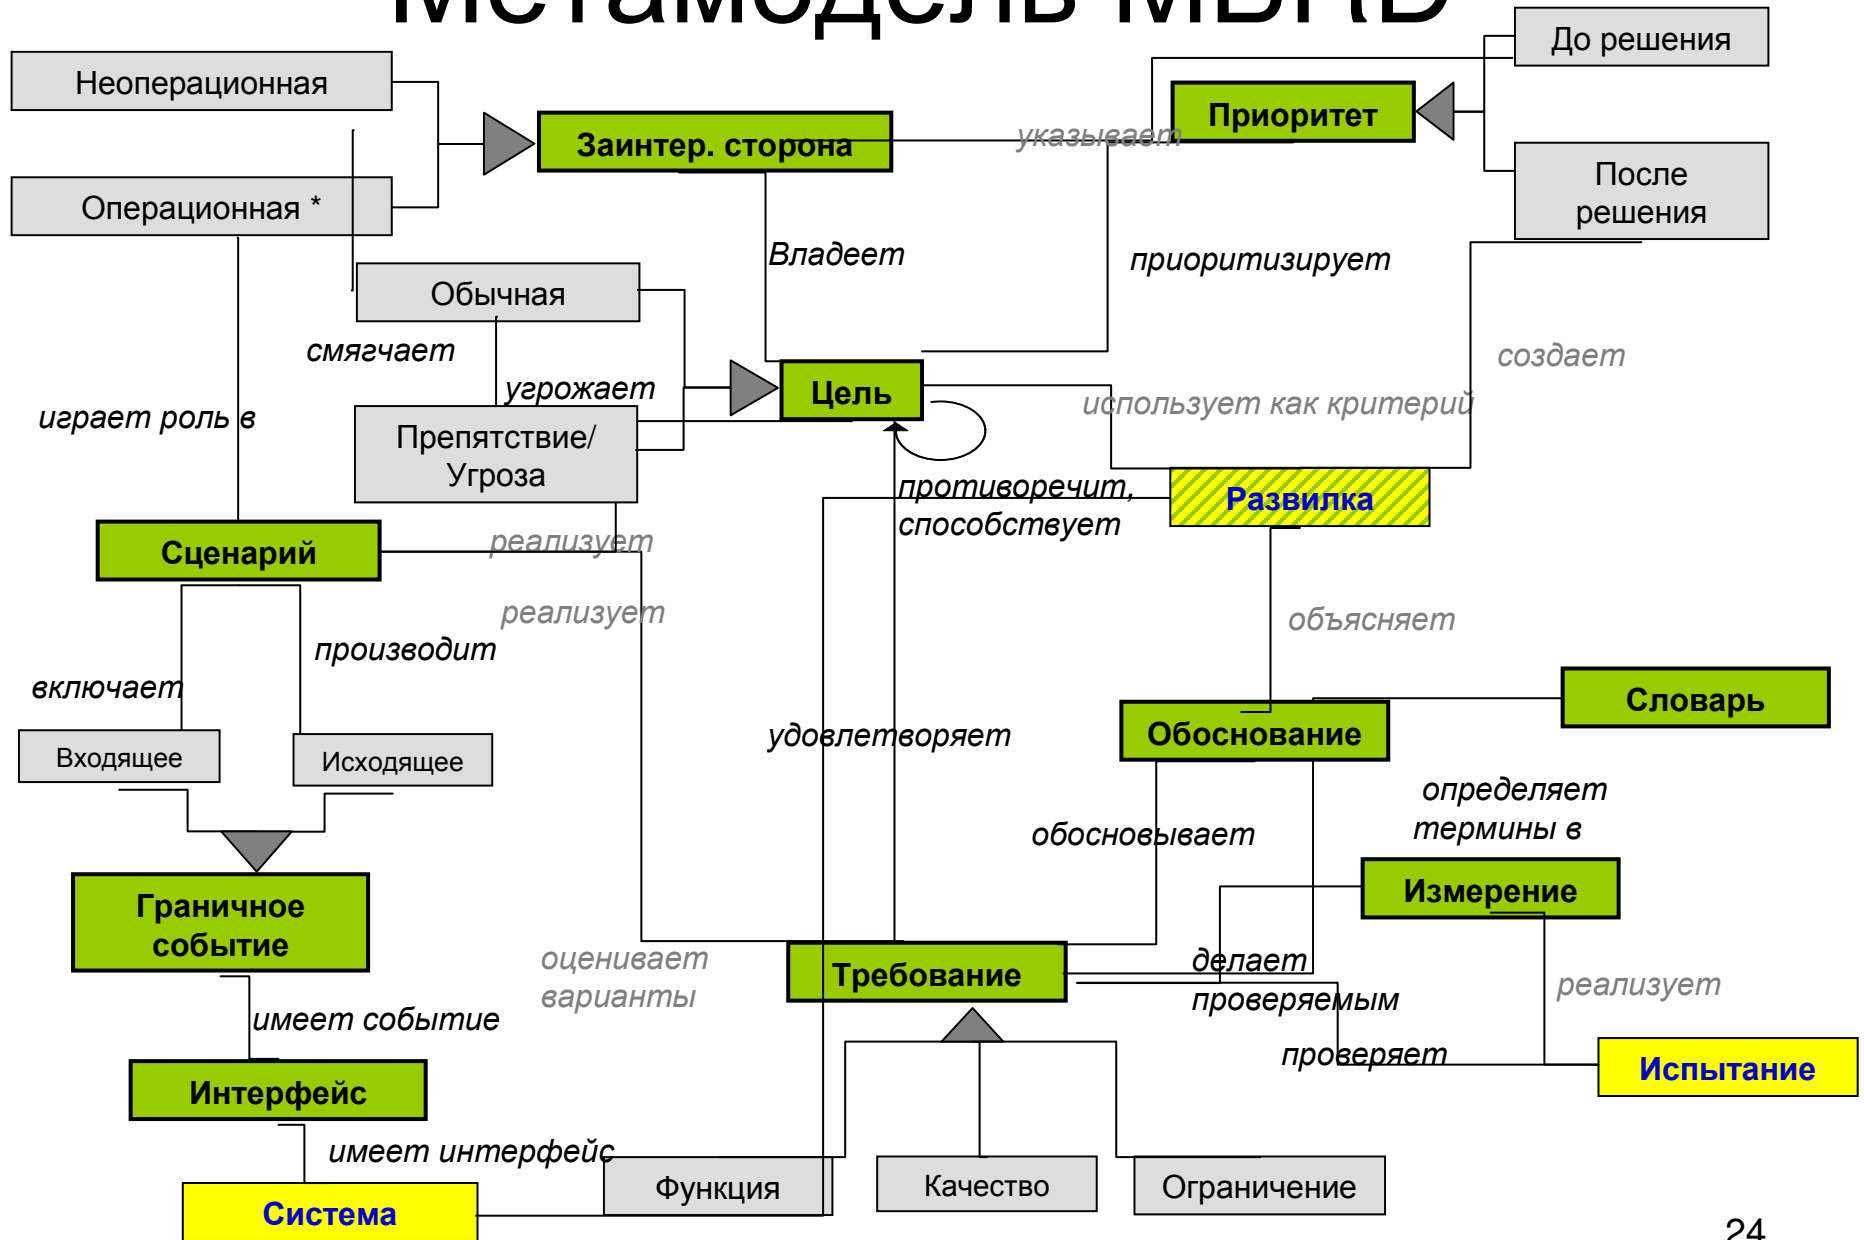 Метамодель MBRD
До решения
Неоперационная
Приоритет
Заинтер. сторона
указывает
После
решения
Операционная *
Владеет
приоритизирует
Обычная
смягчает
создает
угрожает
Цель
использует как критерий
играет роль в
Препятствие/
Угроза
противоречит,
способствует
Развилка
Сценарий
реализует
реализует
объясняет
производит
включает
Словарь
удовлетворяет
Обоснование
Входящее
Исходящее
определяет
термины в
обосновывает
Измерение
Граничное
событие
оценивает
варианты
Требование
делает
проверяемым
реализует
имеет событие
проверяет
Испытание
Интерфейс
имеет интерфейс
Функция
Качество
Ограничение
Система
24